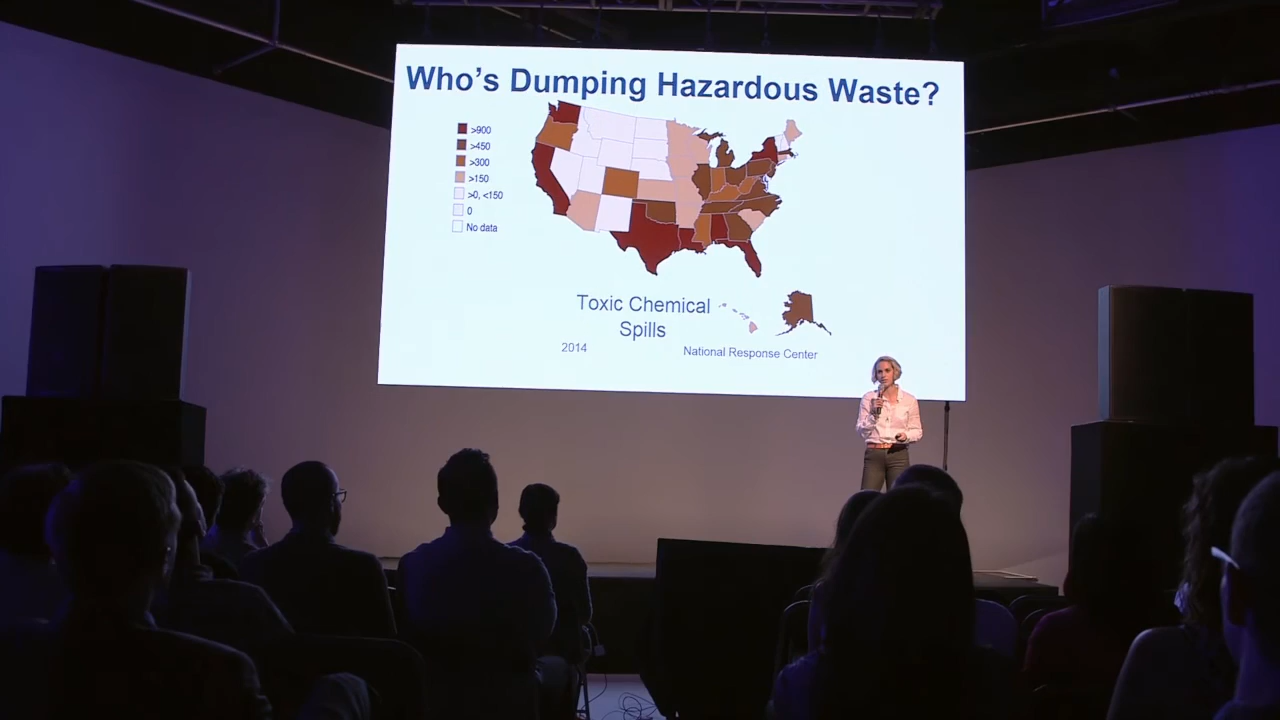 Who's Dumping Hazardous Waste?
>900
>450
>300
>150
>0, <150
0
No data
Toxic Chemical
Spills
2014
National Response Center